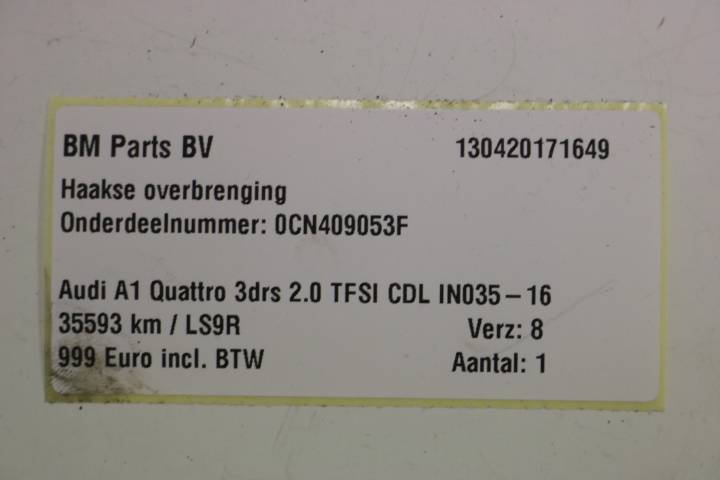 BM Parts BV 130420171649
Haakse overbrenging
Onderdeelnummer: 0CN409053F
Audi A1 Quattro 3drs 2.0 TFSI CDL IN035-16
35593 km / LS9R Verz: 8
999 Euro incl. BTW Aantal: 1